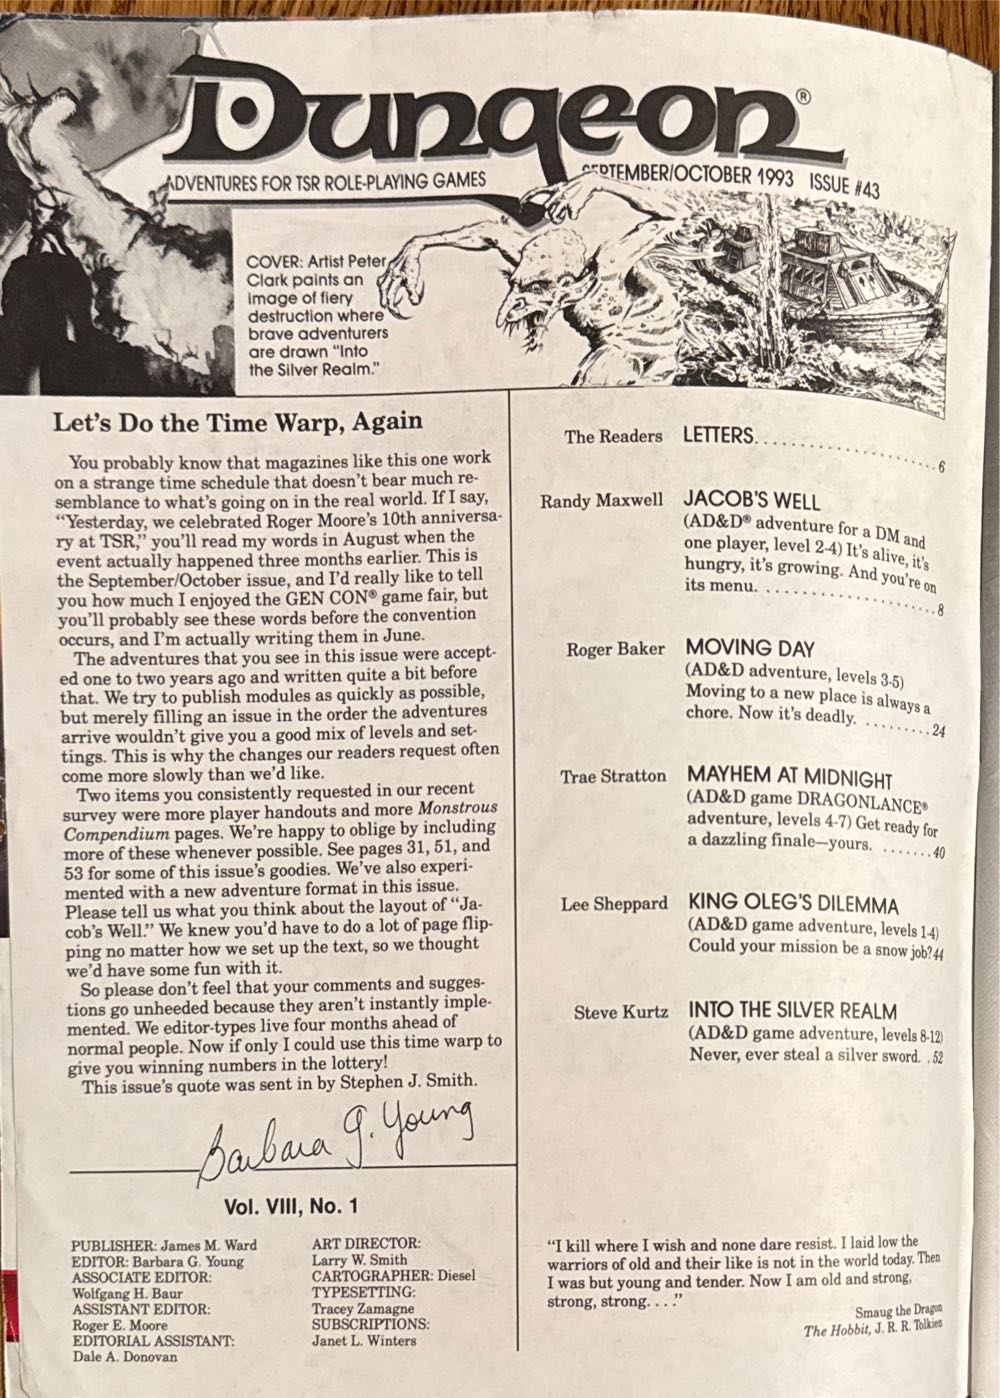 Dungeon®
ADVENTURES FOR TSR ROLE-PLAYING GAMES
SEPTEMBER/OCTOBER 1993 ISSUE #43
COVER: Artist Peter
Clark paints an
image of fiery
destruction where
brave adventurers
are drawn "Into
the Silver Realm."
Let's Do the Time Warp, Again
You probably know that magazines like this one work
on a strange time schedule that doesn't bear much re-
semblance to what's going on in the real world. If I say,
"Yesterday, we celebrated Roger Moore's 10th anniversa-
ry at TSR," you'll read my words in August when the
event actually happened three months earlier. This is
the September/October issue, and I'd really like to tell
you how much I enjoyed the GEN CON® game fair, but
you'll probably see these words before the convention
occurs, and I'm actually writing them in June.
The adventures that you see in this issue were accept-
ed one to two years ago and written quite a bit before
that. We try to publish modules as quickly as possible,
but merely filling an issue in the order the adventures
arrive wouldn't give you a good mix of levels and set-
tings. This is why the changes our readers request often
come more slowly than we'd like.
Two items you consistently requested in our recent
survey were more player handouts and more Monstrous
Compendium pages. We're happy to oblige by including
more of these whenever possible. See pages 31, 51, and
53 for some of this issue's goodies. We've also experi-
mented with a new adventure format in this issue.
Please tell us what you think about the layout of "Ja-
cob's Well." We knew you'd have to do a lot of page flip-
ping no matter how we set up the text, so we thought
we'd have some fun with it.
So please don't feel that your comments and sugges-
tions go unheeded because they aren't instantly imple-
mented. We editor-types live four months ahead of
normal people. Now if only I could use this time warp to
give you winning numbers in the lottery!
This issue's quote was sent in by Stephen J. Smith.
Barbara G. Young
Vol. VIII, No. 1
PUBLISHER: James M. Ward
EDITOR: Barbara G. Young
ASSOCIATE EDITOR:
Wolfgang H. Baur
ASSISTANT EDITOR:
Roger E. Moore
EDITORIAL ASSISTANT:
Dale A. Donovan
ART DIRECTOR:
Larry W. Smith
CARTOGRAPHER: Diesel
TYPESETTING:
Tracey Zamagne
SUBSCRIPTIONS:
Janet L. Winters
The Readers LETTERS. . . . . . . . . . . . . . . . . . . . 6
Randy Maxwell JACOB'S WELL
(AD&D® adventure for a DM and
one player, level 2-4) It's alive, it's
hungry, it's growing. And you're on
its menu. . . . . . . . . . . . . . . . . . . . 8
Roger Baker MOVING DAY
(AD&D adventure, levels 3-5)
Moving to a new place is always a
chore. Now it's deadly. . . . . . . . . . 24
Trae Stratton MAYHEM AT MIDNIGHT
(AD&D game DRAGONLANCE®
adventure, levels 4-7) Get ready for
a dazzling finale—yours. . . . . . . . 40
Lee Sheppard KING OLEG'S DILEMMA
(AD&D game adventure, levels 1-4)
Could your mission be a snow job? 44
Steve Kurtz INTO THE SILVER REALM
(AD&D game adventure, levels 8-12)
Never, ever steal a silver sword. . 52
"I kill where I wish and none dare resist. I laid low the
warriors of old and their like is not in the world today. Then
I was but young and tender. Now I am old and strong,
strong, strong. . . ."
Smaug the Dragon
The Hobbit, J. R. R. Tolkien